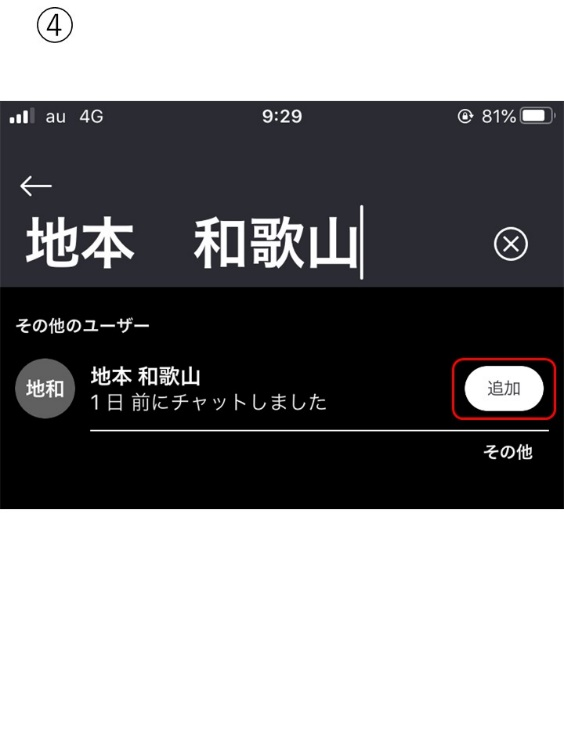 ④
au 4G 9:29 81%
地本　和歌山
その他のユーザー
地和 地本 和歌山 追加
1日 前にチャットしました
その他